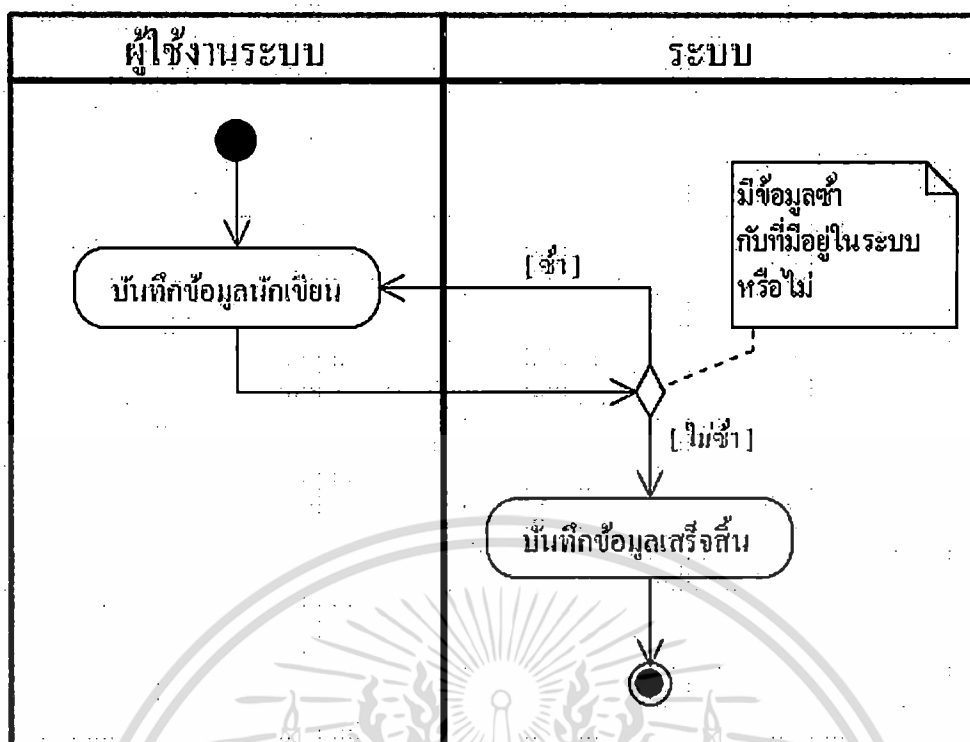 ผู้ใช้งานระบบ
ระบบ
มีข้อมูลซ้ำ
กับที่มีอยู่ในระบบ
หรือไม่
[ ซ้ำ ]
บันทึกข้อมูลนักเขียน
[ ไม่ซ้ำ ]
บันทึกข้อมูลเสร็จสิ้น